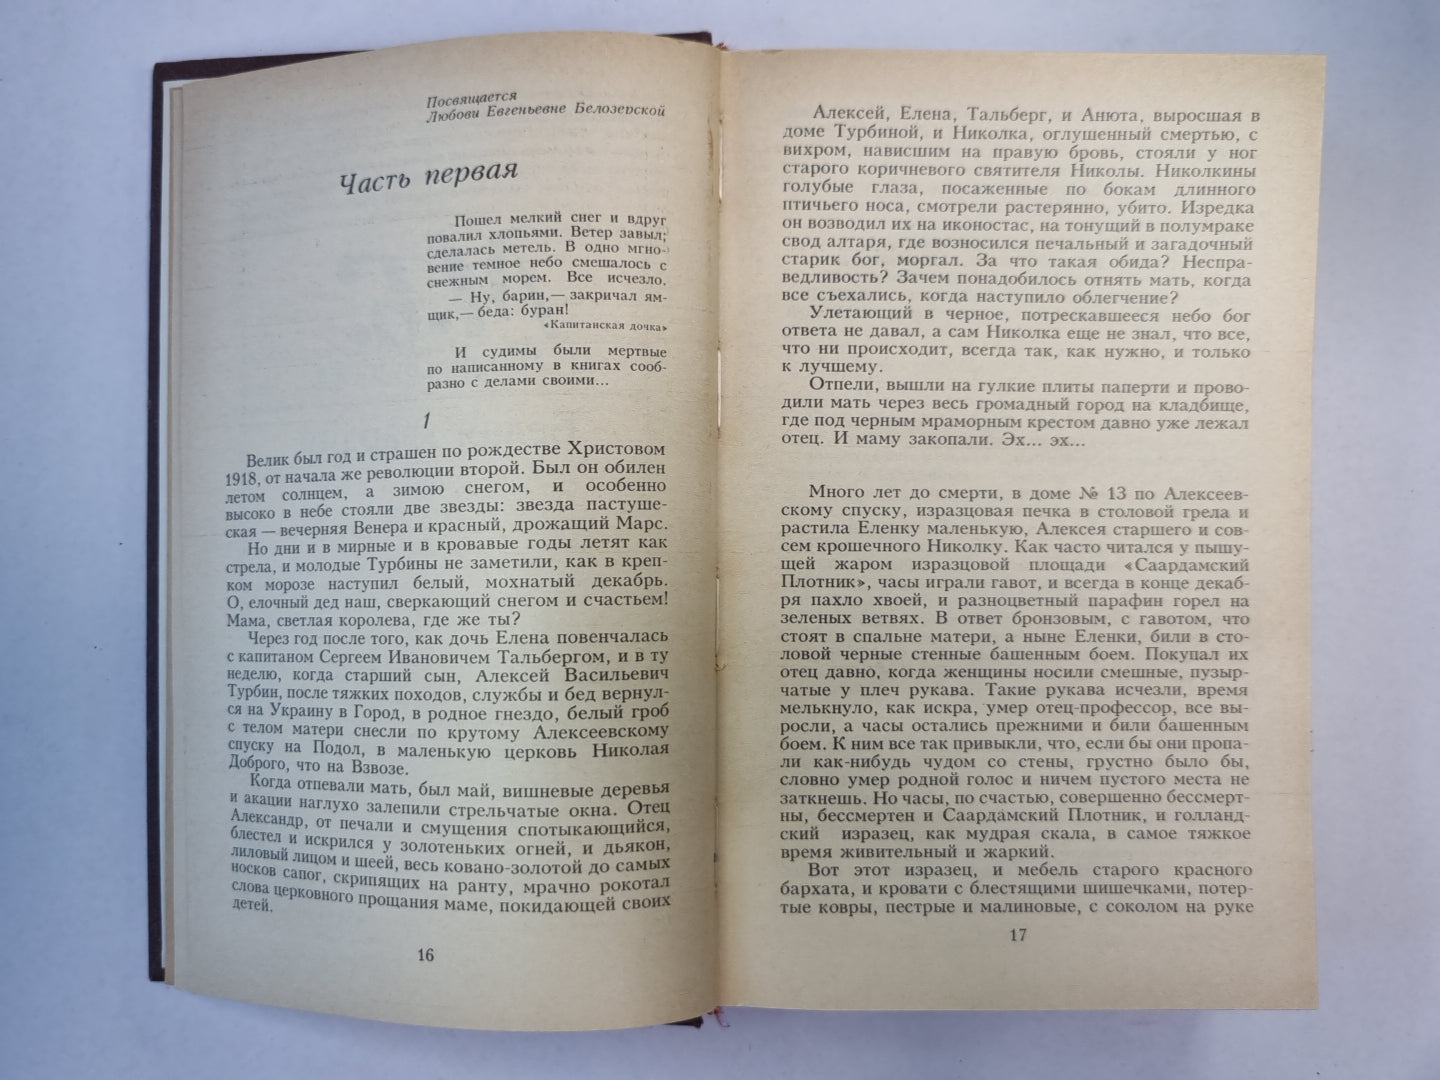 Посвящается
Любови Евгеньевне Белозерской
Часть первая
Пошел мелкий снег и вдруг
повалил хлопьями. Ветер завыл;
сделалась метель. В одно мгно-
вение темное небо смешалось с
снежным морем. Все исчезло.
— Ну, барин,— закричал ям-
щик,— беда: буран!
«Капитанская дочка»
И судимы были мертвые
по написанному в книгах сооб-
разно с делами своими...
1
Велик был год и страшен по рождестве Христовом
1918, от начала же революции второй. Был он обилен
летом солнцем, а зимою снегом, и особенно
высоко в небе стояли две звезды: звезда пастуше-
ская — вечерняя Венера и красный, дрожащий Марс.
Но дни и в мирные и в кровавые годы летят как
стрела, и молодые Турбины не заметили, как в креп-
ком морозе наступил белый, мохнатый декабрь.
О, елочный дед наш, сверкающий снегом и счастьем!
Мама, светлая королева, где же ты?
Через год после того, как дочь Елена повенчалась
с капитаном Сергеем Ивановичем Тальбергом, и в ту
неделю, когда старший сын, Алексей Васильевич
Турбин, после тяжких походов, службы и бед вернул-
ся на Украину в Город, в родное гнездо, белый гроб
с телом матери снесли по крутому Алексеевскому
спуску на Подол, в маленькую церковь Николая
Доброго, что на Взвозе.
Когда отпевали мать, был май, вишневые деревья
и акации наглухо залепили стрельчатые окна. Отец
Александр, от печали и смущения спотыкающийся,
блестел и искрился у золотеньких огней, и дьякон,
лиловый лицом и шеей, весь ковано-золотой до самых
носков сапог, скрипящих на ранту, мрачно рокотал
слова церковного прощания маме, покидающей своих
детей.
16
Алексей, Елена, Тальберг, и Анюта, выросшая в
доме Турбиной, и Николка, оглушенный смертью, с
вихром, нависшим на правую бровь, стояли у ног
старого коричневого святителя Николы. Николкины
голубые глаза, посаженные по бокам длинного
птичьего носа, смотрели растерянно, убито. Изредка
он возводил их на иконостас, на тонущий в полумраке
свод алтаря, где возносился печальный и загадочный
старик бог, моргал. За что такая обида? Неспра-
ведливость? Зачем понадобилось отнять мать, когда
все съехались, когда наступило облегчение?
Улетающий в черное, потрескавшееся небо бог
ответа не давал, а сам Николка еще не знал, что все,
что ни происходит, всегда так, как нужно, и только
к лучшему.
Отпели, вышли на гулкие плиты паперти и прово-
дили мать через весь громадный город на кладбище,
где под черным мраморным крестом давно уже лежал
отец. И маму закопали. Эх... эх...
Много лет до смерти, в доме № 13 по Алексеев-
скому спуску, изразцовая печка в столовой грела и
растила Еленку маленькую, Алексея старшего и сов-
сем крошечного Николку. Как часто читался у пышу-
щей жаром изразцовой площади «Саардамский
Плотник», часы играли гавот, и всегда в конце декаб-
ря пахло хвоей, и разноцветный парафин горел на
зеленых ветвях. В ответ бронзовым, с гавотом, что
стоят в спальне матери, а ныне Еленки, били в сто-
ловой черные стенные башенным боем. Покупал их
отец давно, когда женщины носили смешные, пузыр-
чатые у плеч рукава. Такие рукава исчезли, время
мелькнуло, как искра, умер отец-профессор, все вы-
росли, а часы остались прежними и били башенным
боем. К ним все так привыкли, что, если бы они пропа-
ли как-нибудь чудом со стены, грустно было бы,
словно умер родной голос и ничем пустого места не
заткнешь. Но часы, по счастью, совершенно бессмерт-
ны, бессмертен и Саардамский Плотник, и голланд-
ский изразец, как мудрая скала, в самое тяжкое
время живительный и жаркий.
Вот этот изразец, и мебель старого красного
бархата, и кровати с блестящими шишечками, потер-
тые ковры, пестрые и малиновые, с соколом на руке
17